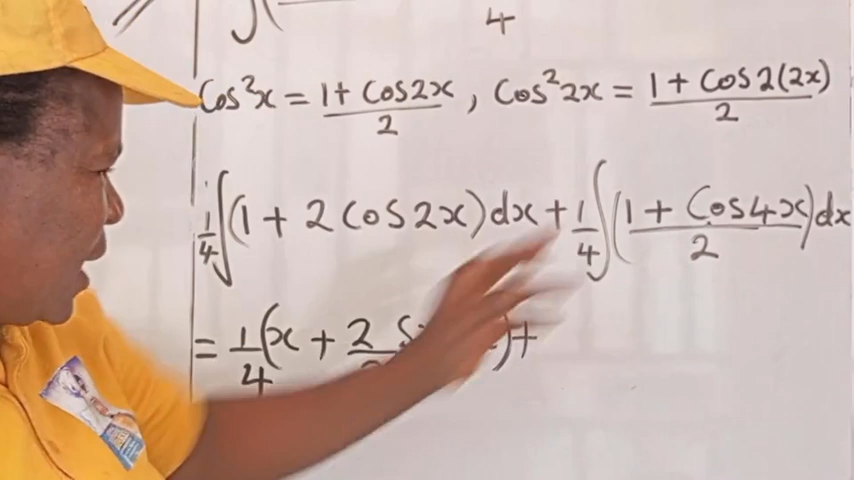 ∫(
4
Cos²x = (1 + Cos2x)/2 , Cos²2x = (1 + Cos2(2x))/2
1/4 ∫(1 + 2Cos2x)dx + 1/4 ∫((1 + Cos4x)/2)dx
= 1/4 (x + 2 )+